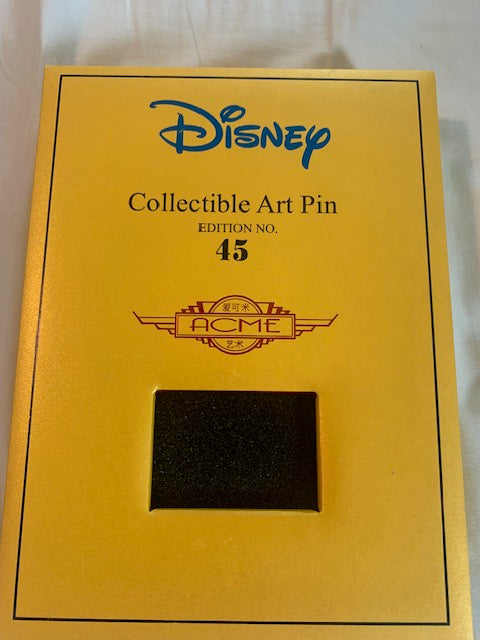 Disney
Collectible Art Pin
EDITION NO.
45
爱可米
ACME
艺术